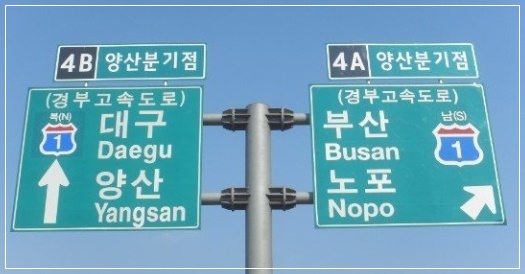 4B 양산분기점
(경부고속도로)
북(N)
1
대구
Daegu
양산
Yangsan
4A 양산분기점
(경부고속도로)
부산
Busan
남(S)
1
노포
Nopo